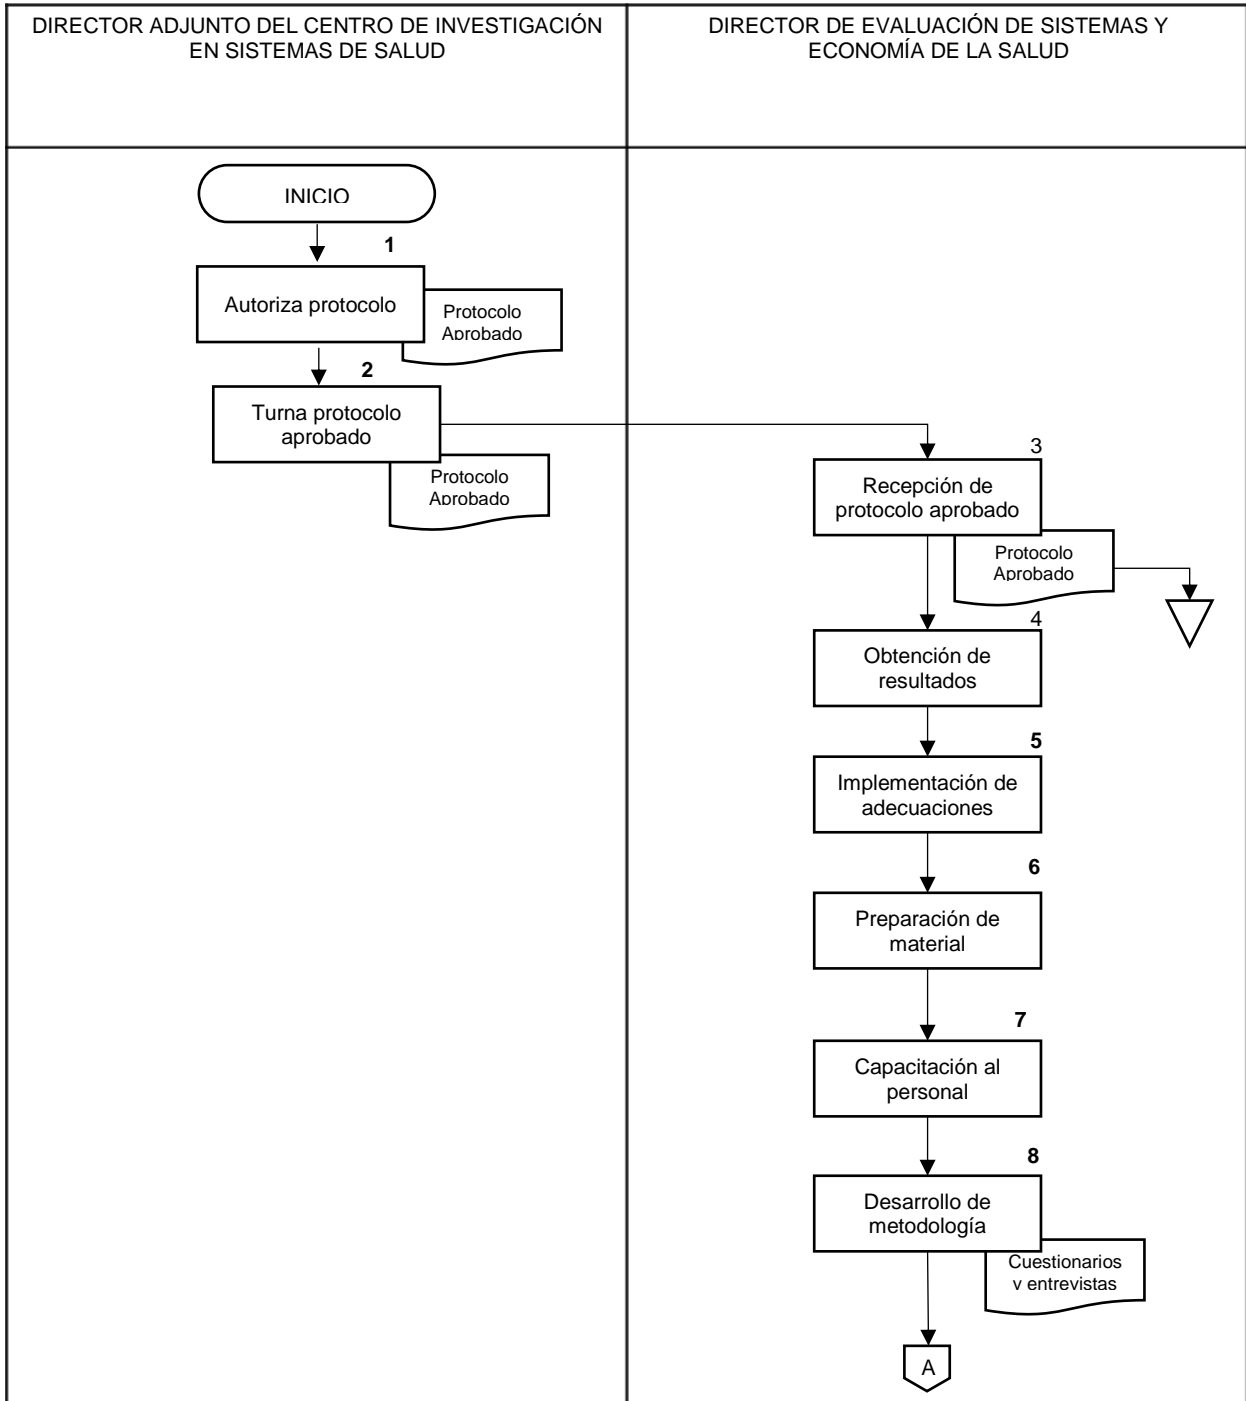 DIRECTOR ADJUNTO DEL CENTRO DE INVESTIGACIÓN
EN SISTEMAS DE SALUD
DIRECTOR DE EVALUACIÓN DE SISTEMAS Y
ECONOMÍA DE LA SALUD
INICIO
1
Autoriza protocolo
Protocolo
Aprobado
2
Turna protocolo
aprobado
Protocolo
Aprobado
3
Recepción de
protocolo aprobado
Protocolo
Aprobado
4
Obtención de
resultados
5
Implementación de
adecuaciones
6
Preparación de
material
7
Capacitación al
personal
8
Desarrollo de
metodología
Cuestionarios
y entrevistas
A